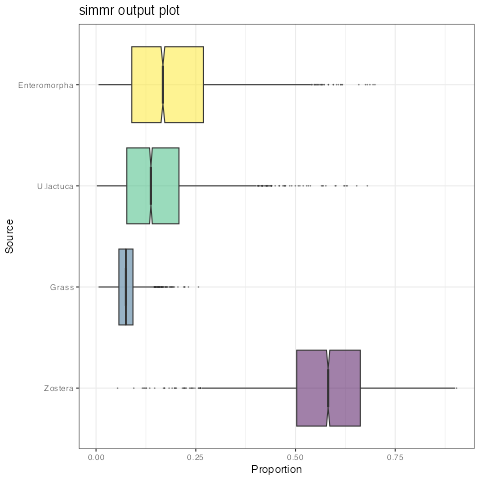 simmr output plot
Enteromorpha
U.lactuca
Grass
Zostera
Source
0.00 0.25 0.50 0.75
Proportion